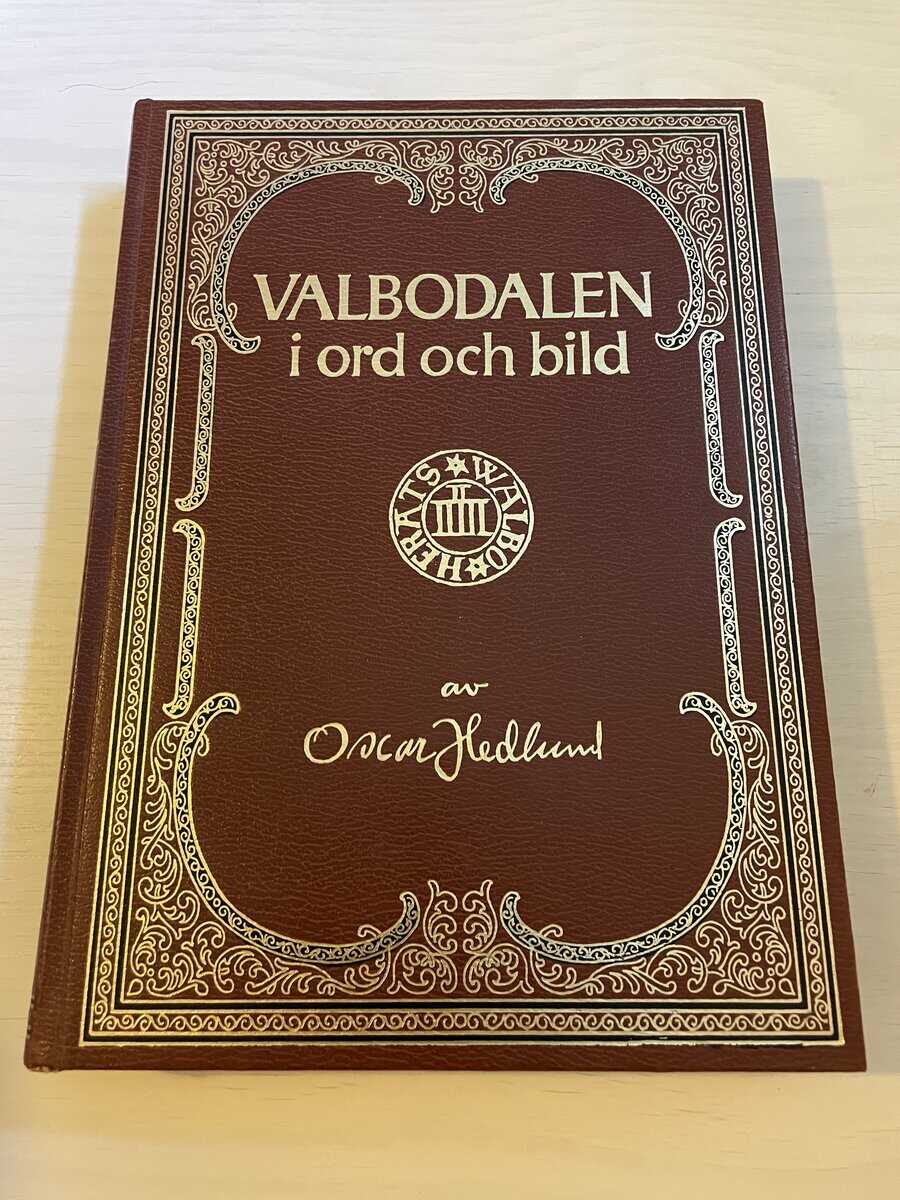 VALBODALEN
i ord och bild
WALBO ★ HERATS ★
av
Oscar Hedlund